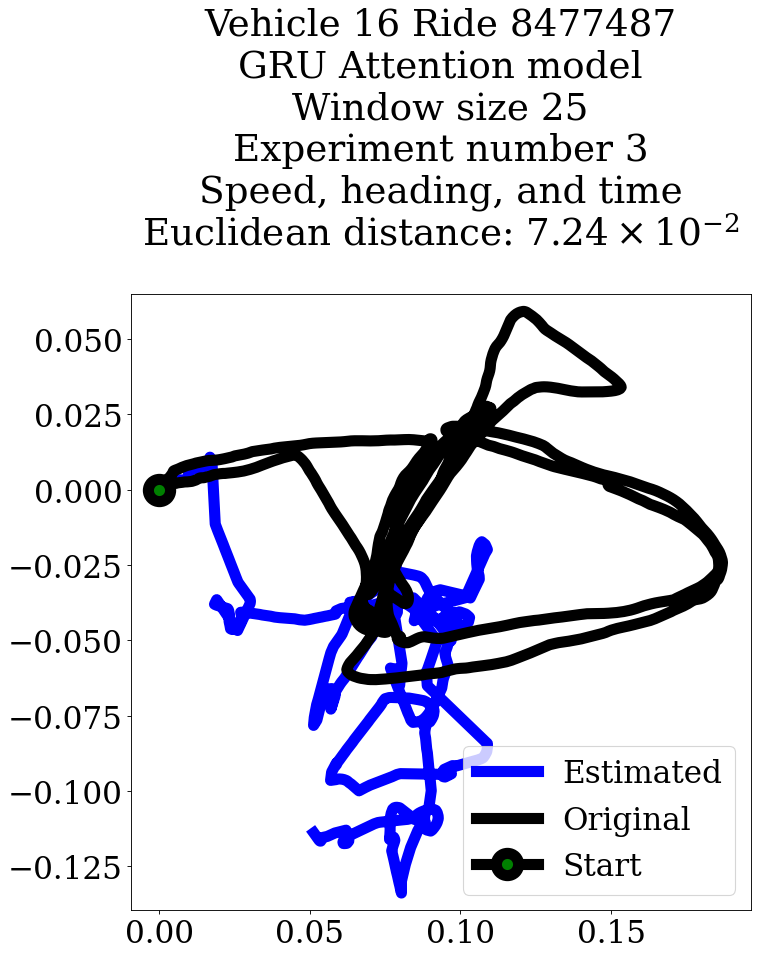 Vehicle 16 Ride 8477487
GRU Attention model
Window size 25
Experiment number 3
Speed, heading, and time
Euclidean distance: 7.24 × 10⁻²
0.050
0.025
0.000
−0.025
−0.050
−0.075
−0.100
−0.125
Estimated
Original
Start
0.00 0.05 0.10 0.15